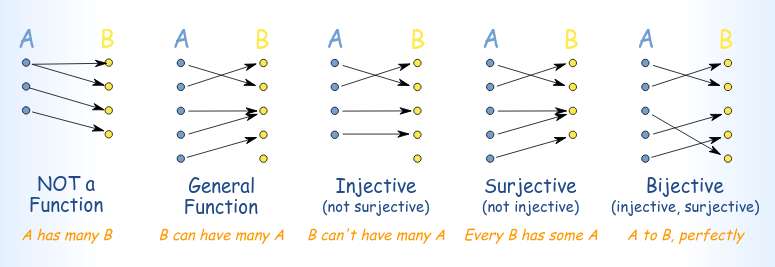 A B A B A B A B A B
NOT a
Function
General
Function
Injective
(not surjective)
Surjective
(not injective)
Bijective
(injective, surjective)
A has many B
B can have many A
B can't have many A
Every B has some A
A to B, perfectly